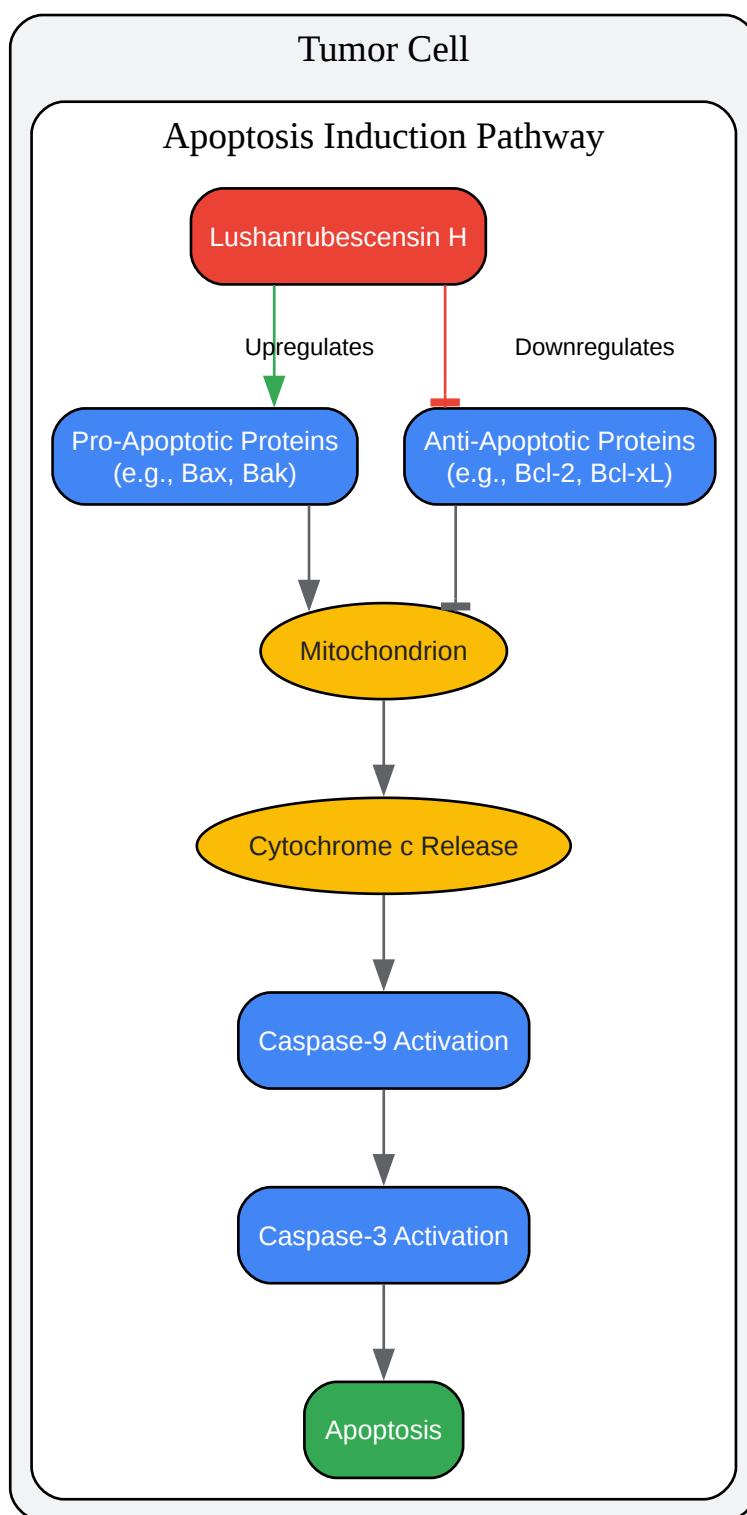 Tumor Cell
Apoptosis Induction Pathway
Lushanrubescensin H
Upregulates
Downregulates
Pro-Apoptotic Proteins
(e.g., Bax, Bak)
Anti-Apoptotic Proteins
(e.g., Bcl-2, Bcl-xL)
Mitochondrion
Cytochrome c Release
Caspase-9 Activation
Caspase-3 Activation
Apoptosis